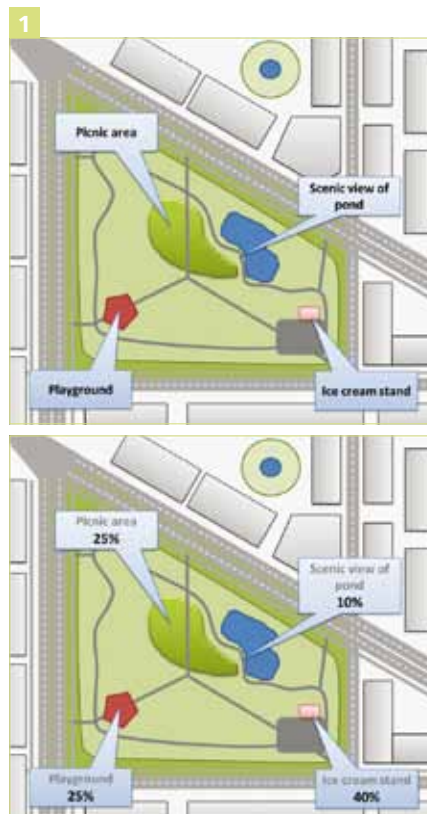 1
Picnic area
Scenic view of
pond
Playground
Ice cream stand
Picnic area
25%
Scenic view of
pond
10%
Playground
25%
Ice cream stand
40%